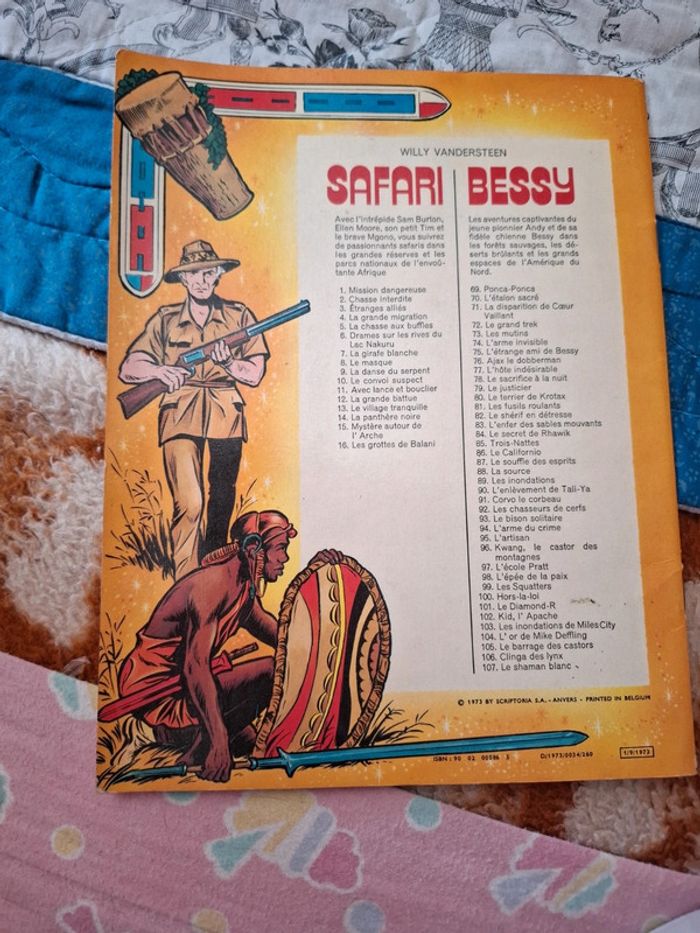 WILLY VANDERSTEEN
SAFARI
Avec l'intrépide Sam Burton,
Ellen Moore, son petit Tim et
le brave Mgono, vous suivrez
de passionnants safaris dans
les grandes réserves et les
parcs nationaux de l'envoû-
tante Afrique
1. Mission dangereuse
2. Chasse interdite
3. Étranges alliés
4. La grande migration
5. La chasse aux buffles
6. Drames sur les rives du
Lac Nakuru
7. La girafe blanche
8. Le masque
9. La danse du serpent
10. Le convoi suspect
11. Avec lance et bouclier
12. La grande battue
13. Le village tranquille
14. La panthère noire
15. Mystère autour de
l' Arche
16. Les grottes de Balani
BESSY
Les aventures captivantes du
jeune pionnier Andy et de sa
fidèle chienne Bessy dans
les forêts sauvages, les dé-
serts brûlants et les grands
espaces de l'Amérique du
Nord.
69. Ponca-Ponca
70. L'étalon sacré
71. La disparition de Cœur
Vaillant
72. Le grand trek
73. Les mutins
74. L'arme invisible
75. L'étrange ami de Bessy
76. Ajax le dobberman
77. L'hôte indésirable
78. Le sacrifice à la nuit
79. Le justicier
80. Le terrier de Krotax
81. Les fusils roulants
82. Le shérif en détresse
83. L'enfer des sables mouvants
84. Le secret de Rhawik
85. Trois-Nattes
86. Le Californio
87. Le souffle des esprits
88. La source
89. Les inondations
90. L'enlèvement de Tali-Ya
91. Corvo le corbeau
92. Les chasseurs de cerfs
93. Le bison solitaire
94. L'arme du crime
95. L'artisan
96. Kwang, le castor des
montagnes
97. L'école Pratt
98. L'épée de la paix
99. Les Squatters
100. Hors-la-loi
101. Le Diamond-R
102. Kid, l' Apache
103. Les inondations de Miles City
104. L' or de Mike Deffling
105. Le barrage des castors
106. Clinga des lynx
107. Le shaman blanc
© 1973 BY SCRIPTORIA S.A. - ANVERS - PRINTED IN BELGIUM
ISBN : 90 02 00586 5
D/1973/0034/260
1/9/1973